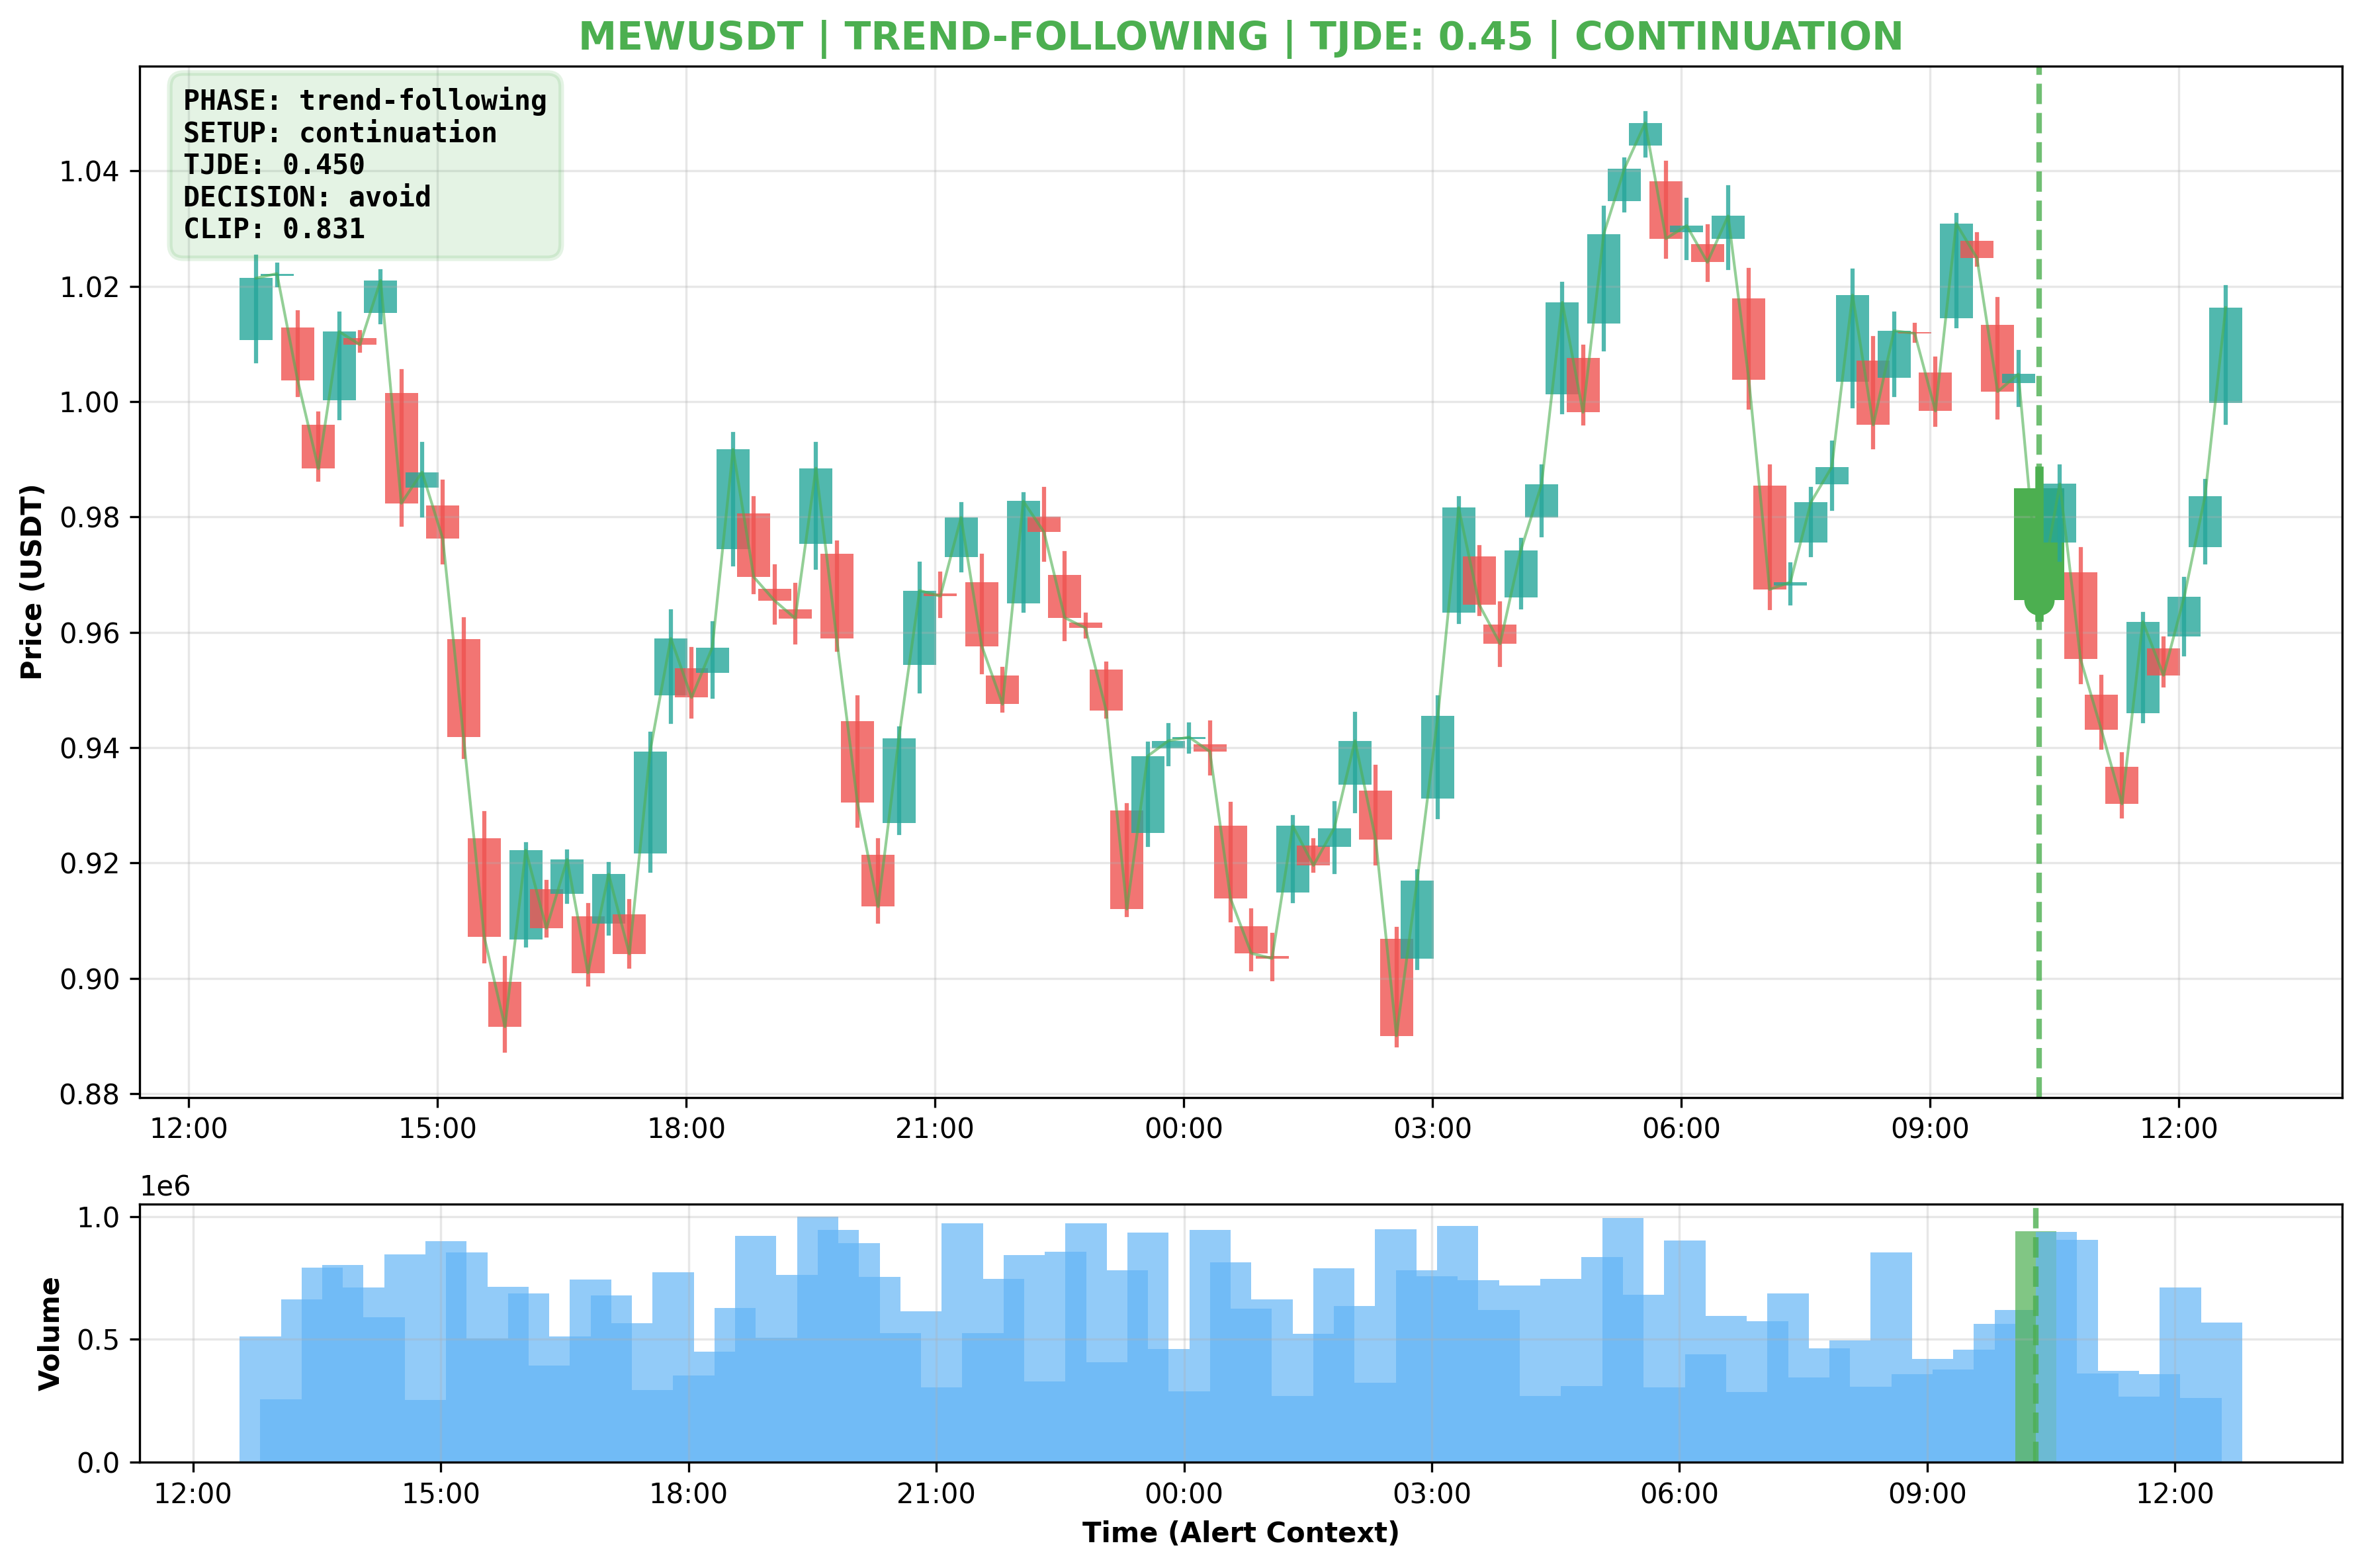 MEWUSDT | TREND-FOLLOWING | TJDE: 0.45 | CONTINUATION
PHASE: trend-following
SETUP: continuation
TJDE: 0.450
DECISION: avoid
CLIP: 0.831
Price (USDT)
1.04
1.02
1.00
0.98
0.96
0.94
0.92
0.90
0.88
12:00 15:00 18:00 21:00 00:00 03:00 06:00 09:00 12:00
1e6
Volume
1.0
0.5
0.0
12:00 15:00 18:00 21:00 00:00 03:00 06:00 09:00 12:00
Time (Alert Context)